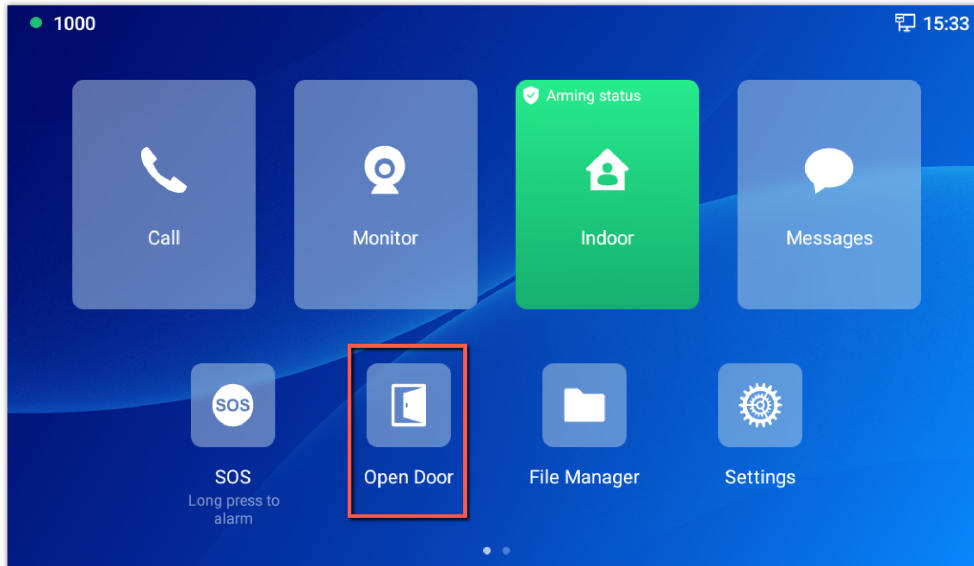 1000
15:33
Arming status
Call
Monitor
Indoor
Messages
SOS
SOS
Open Door
File Manager
Settings
Long press to
alarm